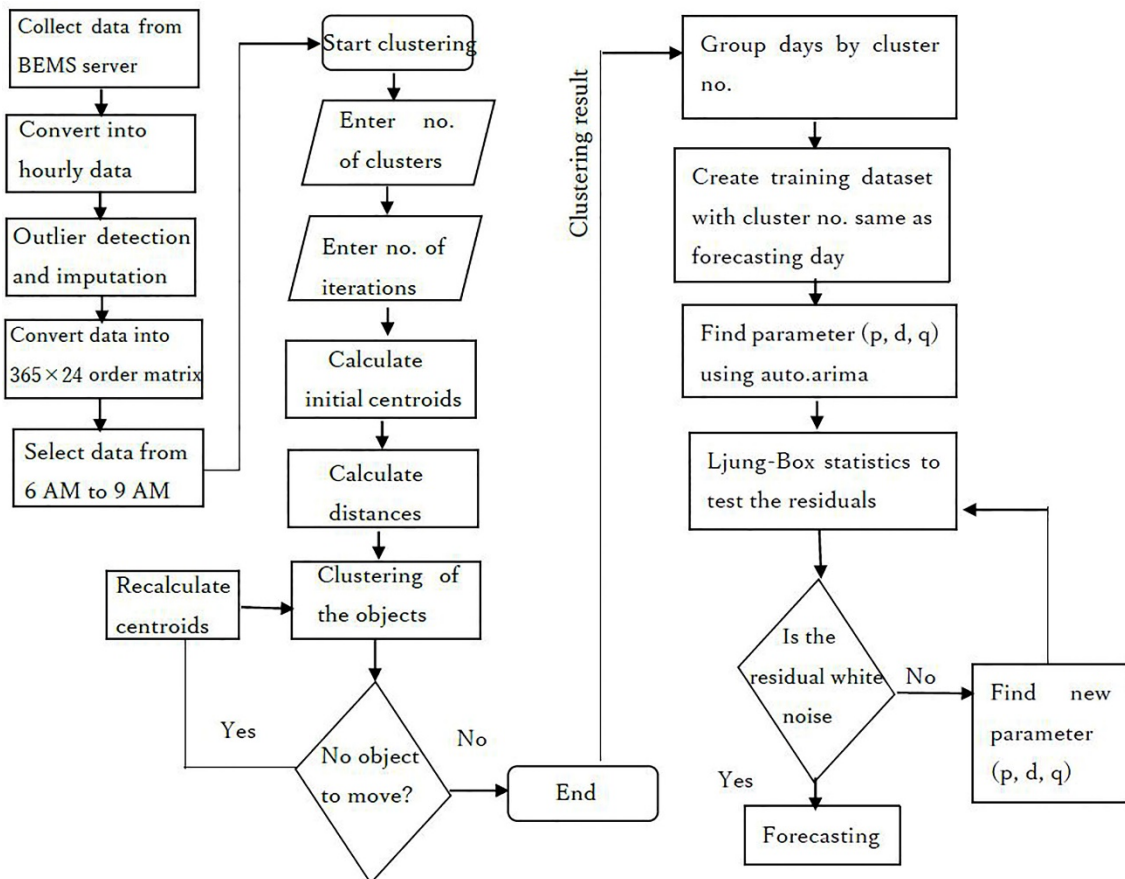 Collect data from
BEMS server
Convert into
hourly data
Outlier detection
and imputation
Convert data into
365×24 order matrix
Select data from
6 AM to 9 AM
Start clustering
Enter no.
of clusters
Enter no. of
iterations
Calculate
initial centroids
Calculate
distances
Clustering of
the objects
Recalculate
centroids
Yes
No object
to move?
No
End
Clustering result
Group days by cluster
no.
Create training dataset
with cluster no. same as
forecasting day
Find parameter (p, d, q)
using auto.arima
Ljung-Box statistics to
test the residuals
Is the
residual white
noise
No
Find new
parameter
(p, d, q)
Yes
Forecasting